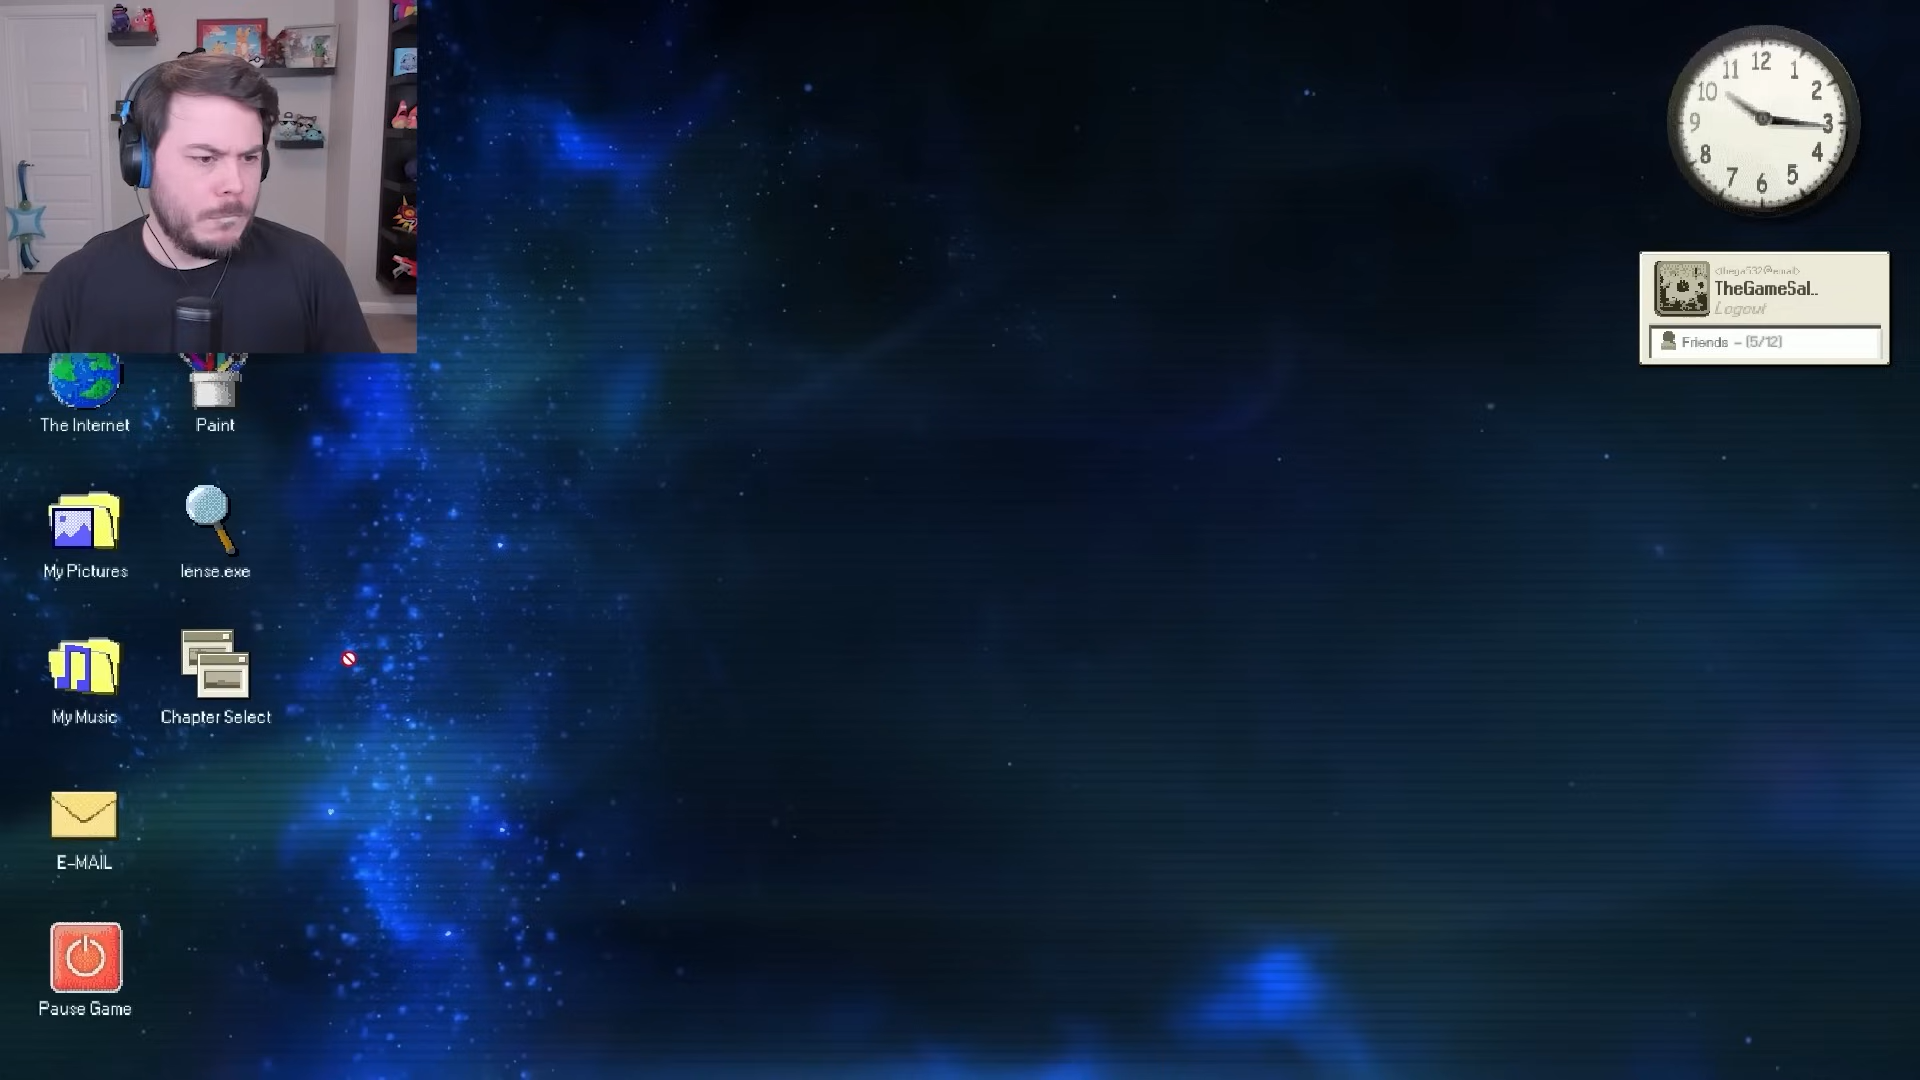 12
11 1
10 2
9 3
8 4
7 6 5
TheGameSal..
Logout
Friends - (5/12)
The Internet
Paint
My Pictures
lense.exe
My Music
Chapter Select
E-MAIL
Pause Game